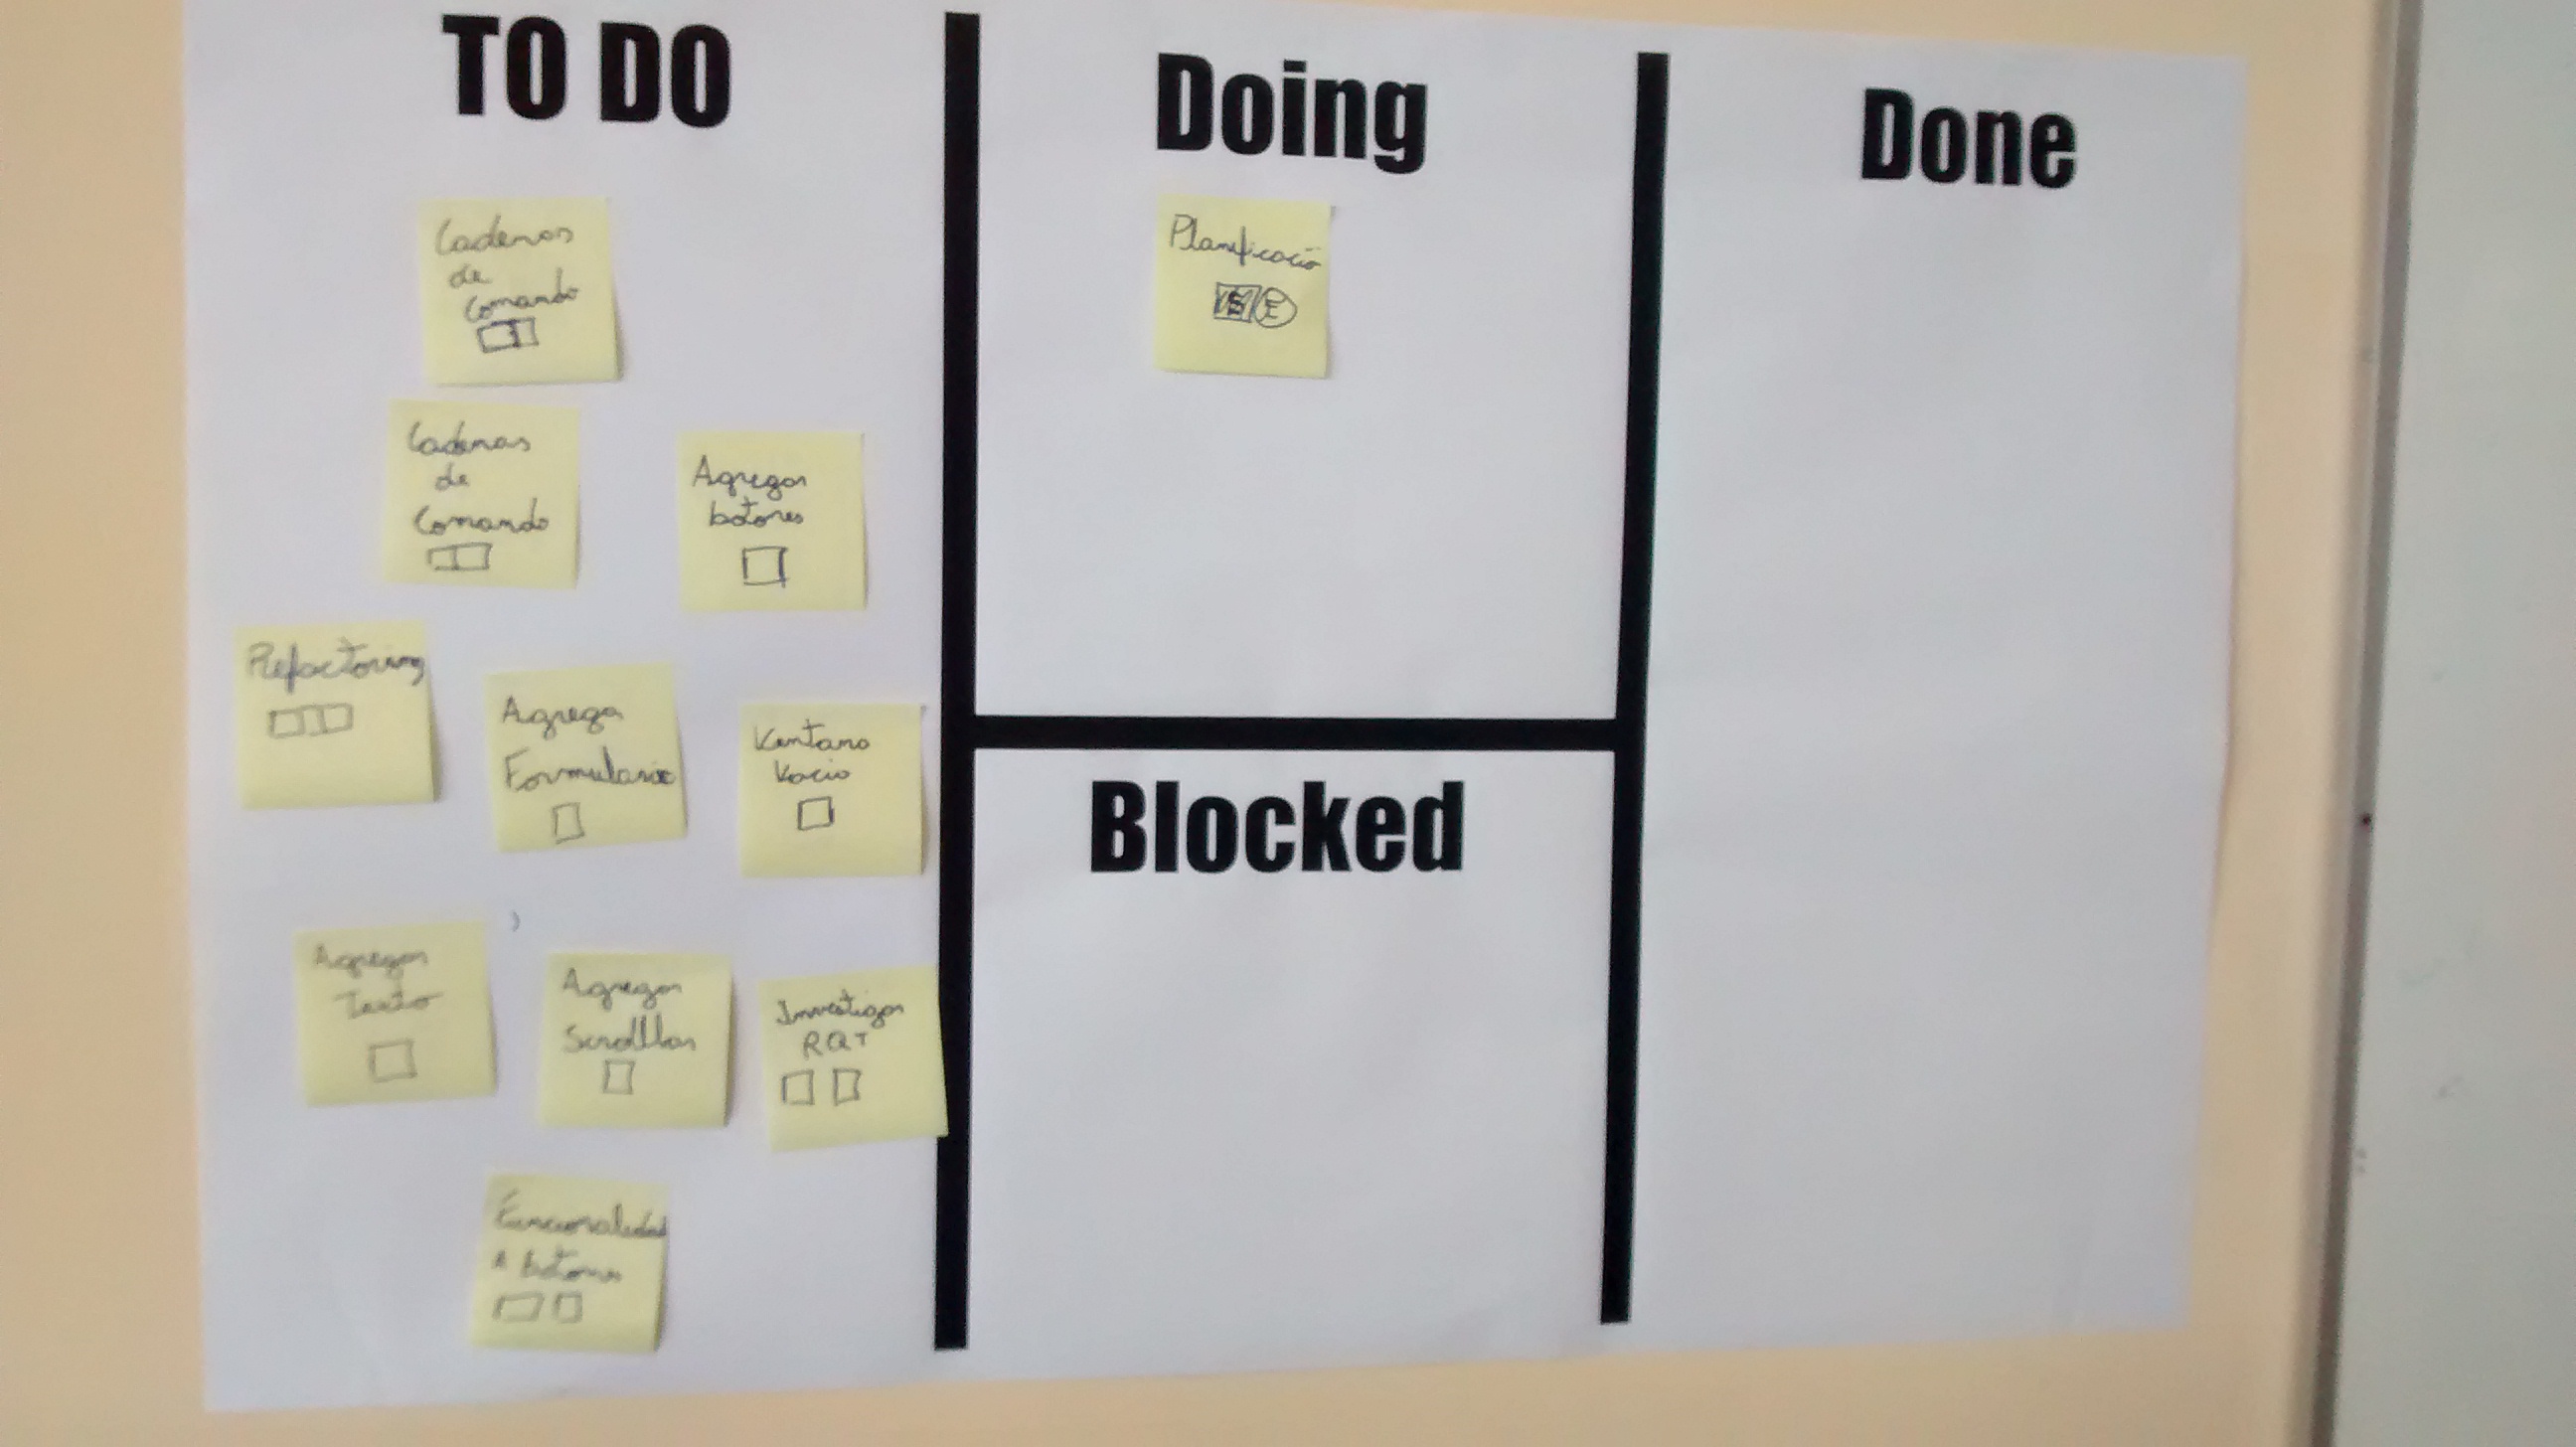 TO DO
Doing
Done
Cadenas
de
Comando
Planificació
S E
Cadenas
de
Comando
Agregar
botones
Refactoring
Agregar
Formulario
Ventana
Vacia
Blocked
Agregar
Texto
Agregar
Scrollbar
Investigar
RQT
Funcionalidad
A botones